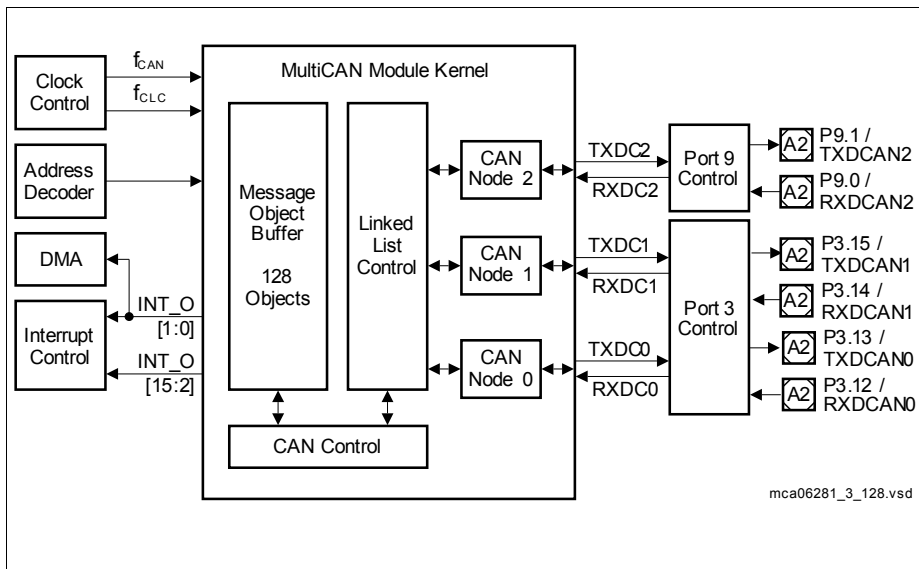 Clock
Control
fCAN
fCLC
Address
Decoder
DMA
Interrupt
Control
INT_O
[1:0]
INT_O
[15:2]
MultiCAN Module Kernel
Message
Object
Buffer
128
Objects
Linked
List
Control
CAN Control
CAN
Node 2
CAN
Node 1
CAN
Node 0
TXDC2
RXDC2
TXDC1
RXDC1
TXDC0
RXDC0
Port 9
Control
Port 3
Control
A2
P9.1 /
TXDCAN2
A2
P9.0 /
RXDCAN2
A2
P3.15 /
TXDCAN1
A2
P3.14 /
RXDCAN1
A2
P3.13 /
TXDCAN0
A2
P3.12 /
RXDCAN0
mca06281_3_128.vsd